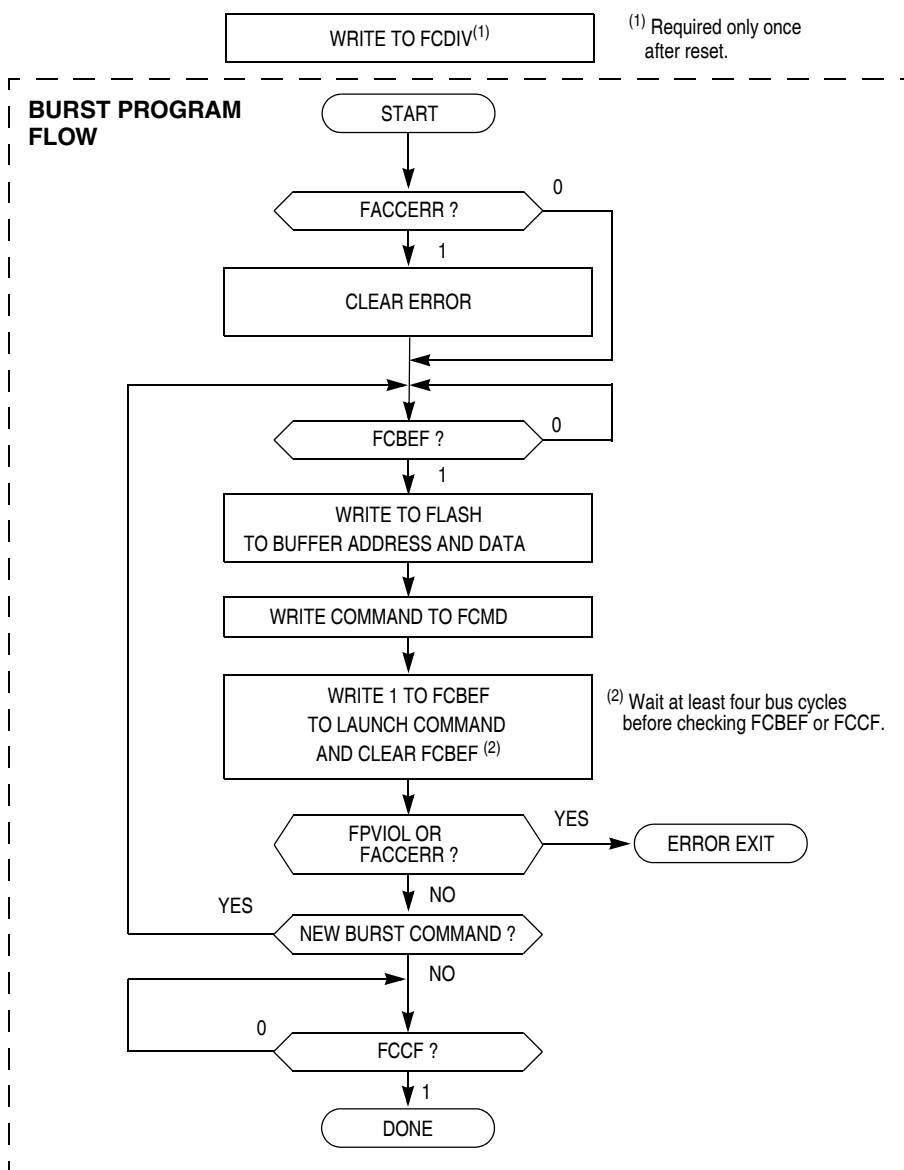 WRITE TO FCDIV(1)
(1) Required only once
after reset.
BURST PROGRAM
FLOW
START
FACCERR ?
0
1
CLEAR ERROR
FCBEF ?
0
1
WRITE TO FLASH
TO BUFFER ADDRESS AND DATA
WRITE COMMAND TO FCMD
WRITE 1 TO FCBEF
TO LAUNCH COMMAND
AND CLEAR FCBEF (2)
(2) Wait at least four bus cycles
before checking FCBEF or FCCF.
FPVIOL OR
FACCERR ?
YES
ERROR EXIT
NO
YES
NEW BURST COMMAND ?
NO
0
FCCF ?
1
DONE